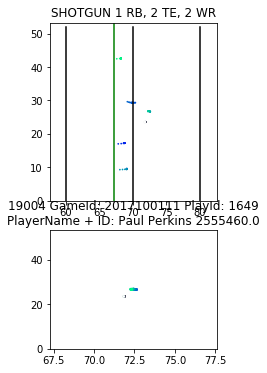 SHOTGUN 1 RB, 2 TE, 2 WR
50
40
30
20
10
0
60 65 70 75 80
19004 GameId: 2017100111 PlayId: 1649
PlayerName + ID: Paul Perkins 2555460.0
40
20
0
67.5 70.0 72.5 75.0 77.5